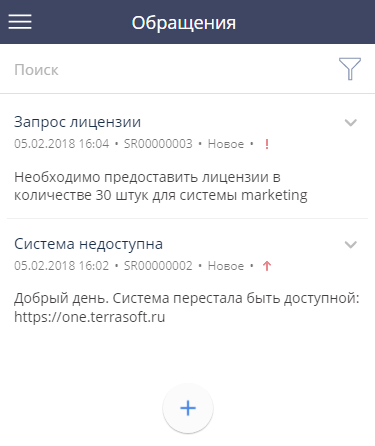 Обращения
Поиск
Запрос лицензии
05.02.2018 16:04 • SR00000003 • Новое • !
Необходимо предоставить лицензии в
количестве 30 штук для системы marketing
Система недоступна
05.02.2018 16:02 • SR00000002 • Новое • ↑
Добрый день. Система перестала быть доступной:
https://one.terrasoft.ru